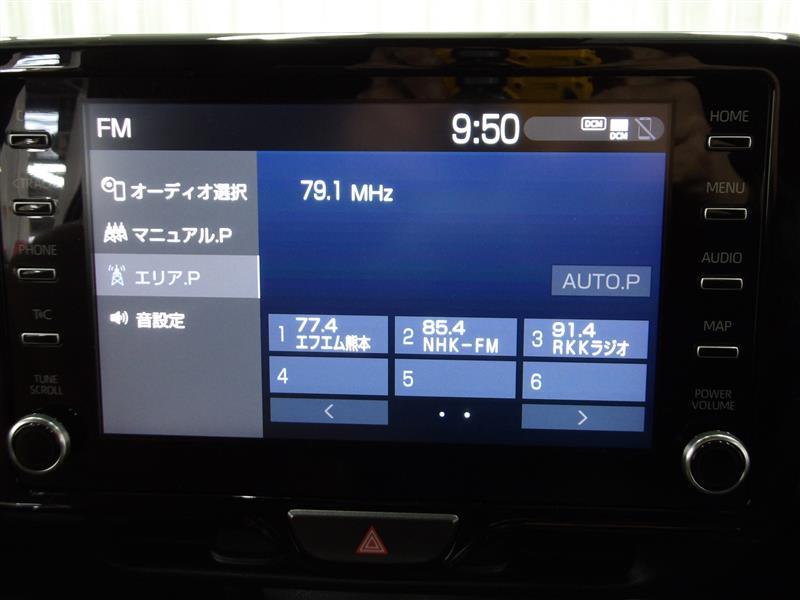 FM
9:50
DCM
DCM
オーディオ選択
マニュアル.P
エリア.P
音設定
79.1 MHz
AUTO.P
1 77.4 エフエム熊本
2 85.4 NHK-FM
3 91.4 RKKラジオ
4
5
6
<
>
TRACK
PHONE
T C
TUNE
SCROLL
HOME
MENU
AUDIO
MAP
POWER
VOLUME